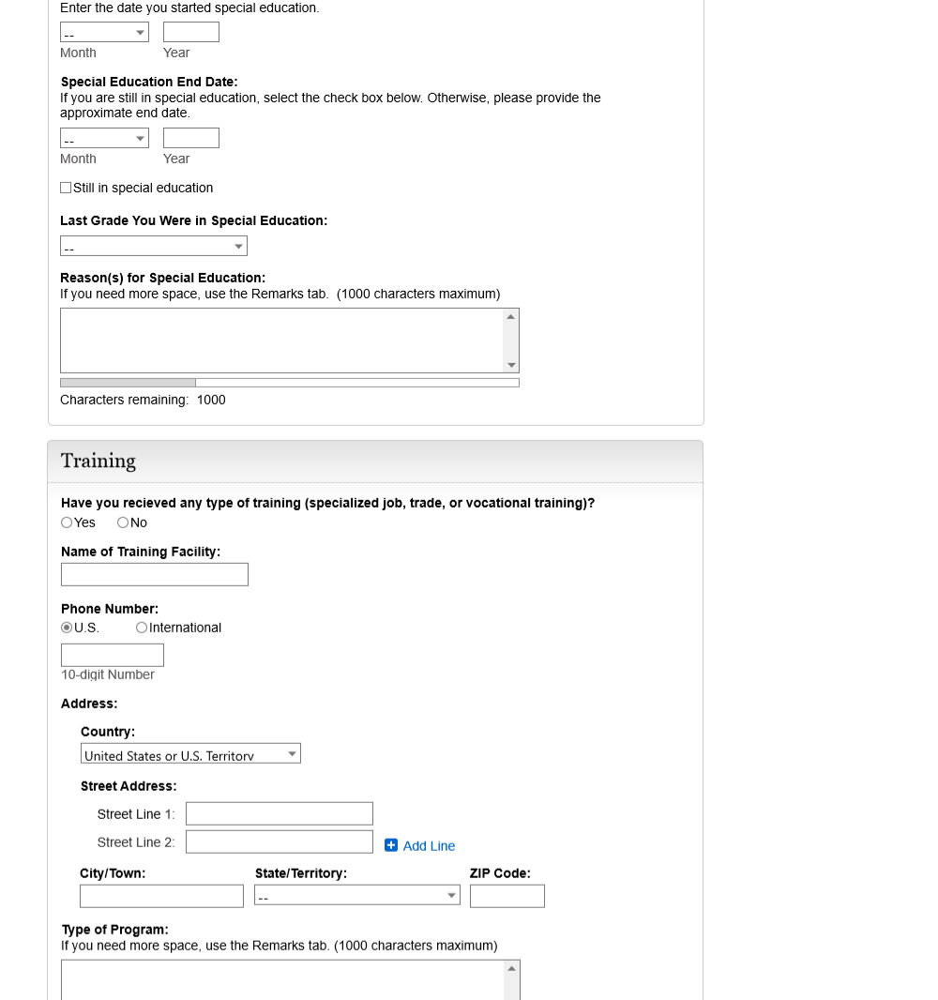 Enter the date you started special education.
--
Month Year
Special Education End Date:
If you are still in special education, select the check box below. Otherwise, please provide the
approximate end date.
--
Month Year
Still in special education
Last Grade You Were in Special Education:
--
Reason(s) for Special Education:
If you need more space, use the Remarks tab. (1000 characters maximum)
Characters remaining: 1000
Training
Have you recieved any type of training (specialized job, trade, or vocational training)?
Yes No
Name of Training Facility:
Phone Number:
U.S. International
10-digit Number
Address:
Country:
United States or U.S. Territory
Street Address:
Street Line 1:
Street Line 2: Add Line
City/Town: State/Territory: ZIP Code:
--
Type of Program:
If you need more space, use the Remarks tab. (1000 characters maximum)